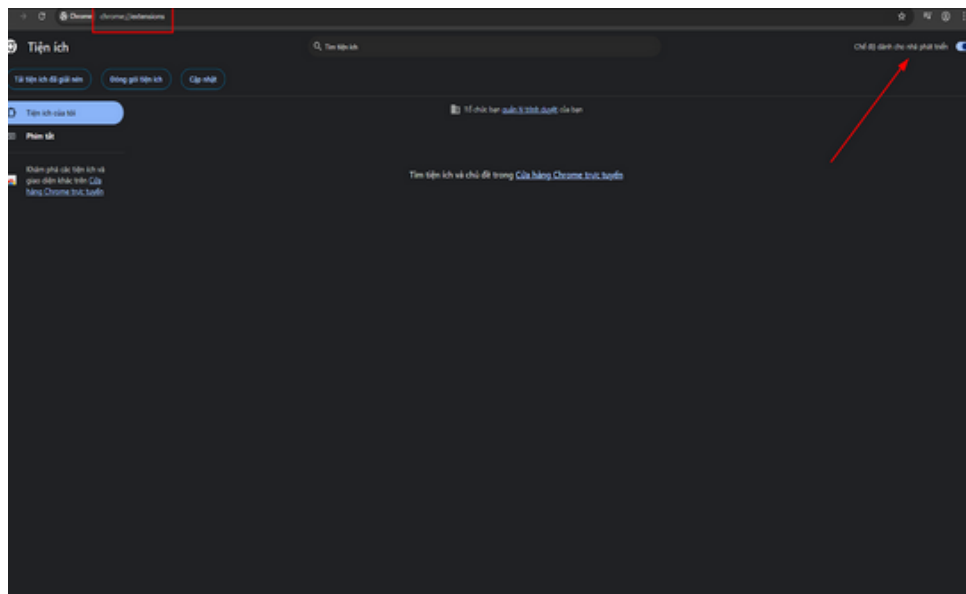 Chrome chrome://extensions
Tiện ích
Tìm tiện ích
Chế độ dành cho nhà phát triển
Tải tiện ích đã giải nén
Đóng gói tiện ích
Cập nhật
Tiện ích của tôi
Tổ chức bạn quản lý trình duyệt của bạn
Phím tắt
Khám phá các tiện ích và
giao diện khác trên Cửa
hàng Chrome trực tuyến
Tìm tiện ích và chủ đề trong Cửa hàng Chrome trực tuyến